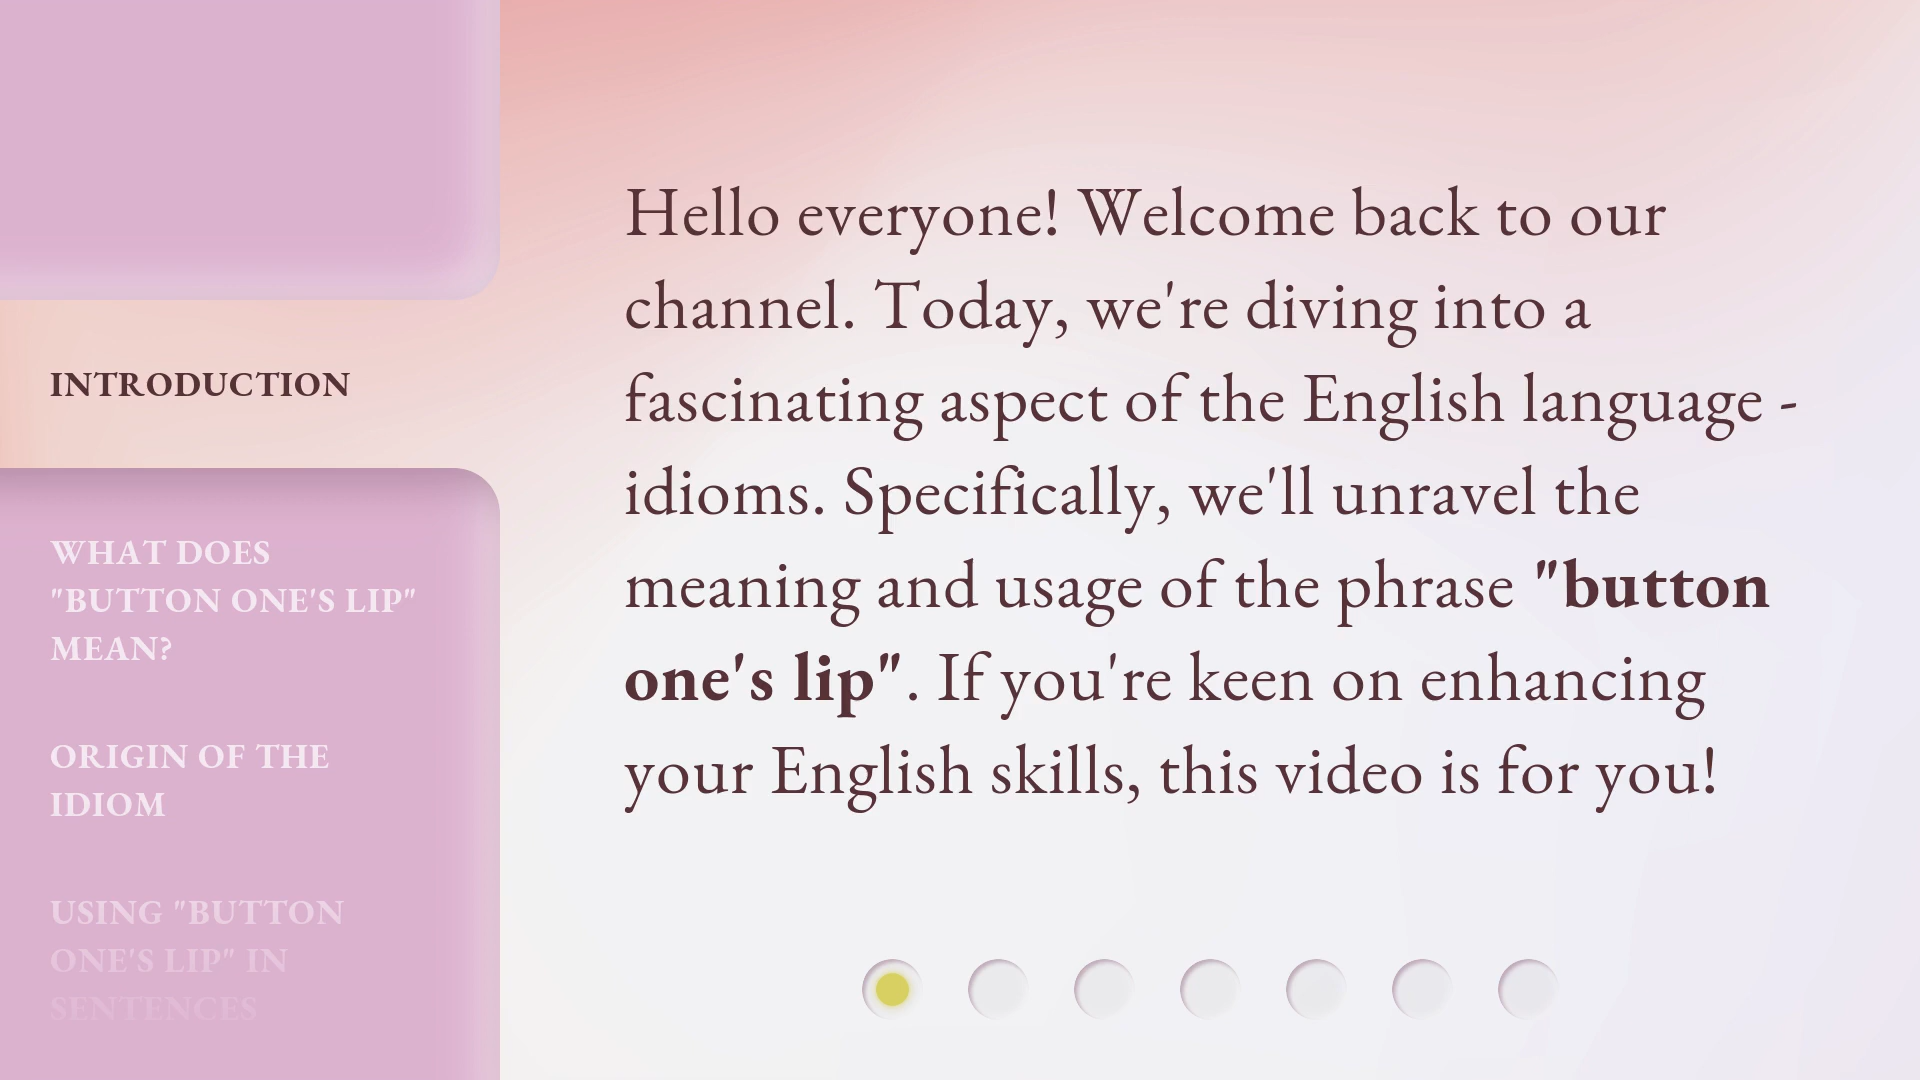 INTRODUCTION
WHAT DOES
"BUTTON ONE'S LIP"
MEAN?
ORIGIN OF THE
IDIOM
USING "BUTTON
ONE'S LIP" IN
SENTENCES
Hello everyone! Welcome back to our
channel. Today, we're diving into a
fascinating aspect of the English language -
idioms. Specifically, we'll unravel the
meaning and usage of the phrase "button
one's lip". If you're keen on enhancing
your English skills, this video is for you!